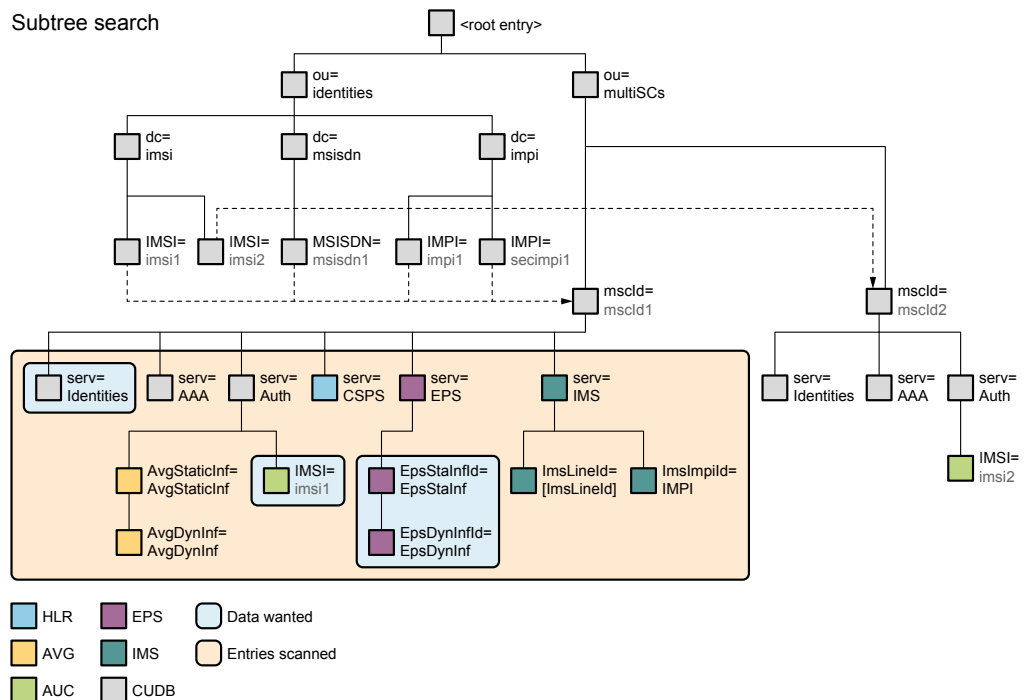 Subtree search
<root entry>
ou=
identities
ou=
multiSCs
dc=
imsi
dc=
msisdn
dc=
impi
IMSI=
imsi1
IMSI=
imsi2
MSISDN=
msisdn1
IMPI=
impi1
IMPI=
secimpi1
mscId=
mscId1
mscId=
mscId2
serv=
Identities
serv=
AAA
serv=
Auth
serv=
CSPS
serv=
EPS
serv=
IMS
serv=
Identities
serv=
AAA
serv=
Auth
AvgStaticInf=
AvgStaticInf
IMSI=
imsi1
EpsStaInfId=
EpsStaInf
ImsLineId=
[ImsLineId]
ImsImpiId=
IMPI
IMSI=
imsi2
AvgDynInf=
AvgDynInf
EpsDynInfId=
EpsDynInf
HLR
EPS
Data wanted
AVG
IMS
Entries scanned
AUC
CUDB